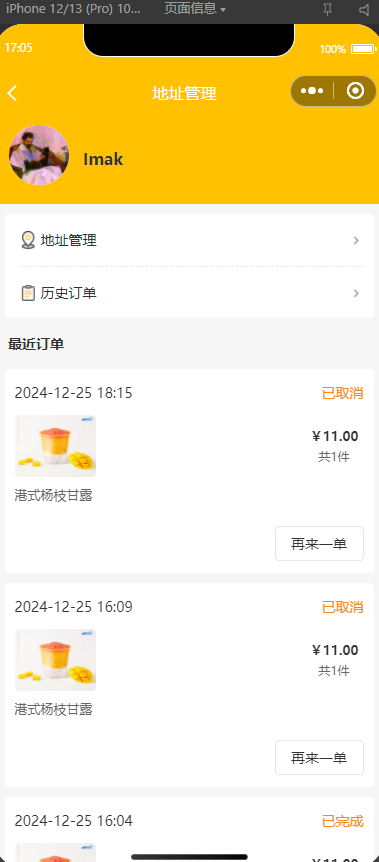 iPhone 12/13 (Pro) 10... 页面信息
17:05 100%
地址管理
Imak
地址管理
历史订单
最近订单
2024-12-25 18:15 已取消
￥11.00
共1件
港式杨枝甘露
再来一单
2024-12-25 16:09 已取消
￥11.00
共1件
港式杨枝甘露
再来一单
2024-12-25 16:04 已完成
￥11.00